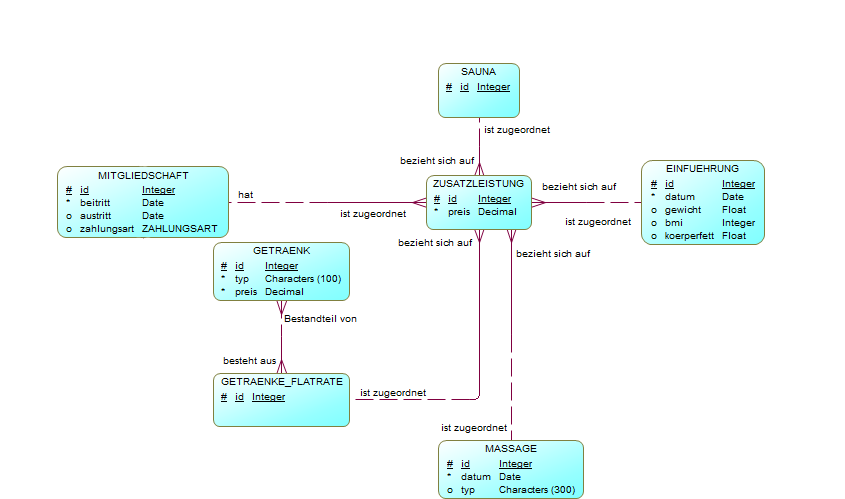 SAUNA
# id Integer
ist zugeordnet
bezieht sich auf
MITGLIEDSCHAFT
# id Integer
* beitritt Date
o austritt Date
o zahlungsart ZAHLUNGSART
hat
ist zugeordnet
ZUSATZLEISTUNG
# id Integer
* preis Decimal
bezieht sich auf
ist zugeordnet
EINFUEHRUNG
# id Integer
* datum Date
o gewicht Float
o bmi Integer
o koerperfett Float
bezieht sich auf
bezieht sich auf
GETRAENK
# id Integer
* typ Characters (100)
* preis Decimal
Bestandteil von
besteht aus
GETRAENKE_FLATRATE
# id Integer
ist zugeordnet
ist zugeordnet
MASSAGE
# id Integer
* datum Date
o typ Characters (300)